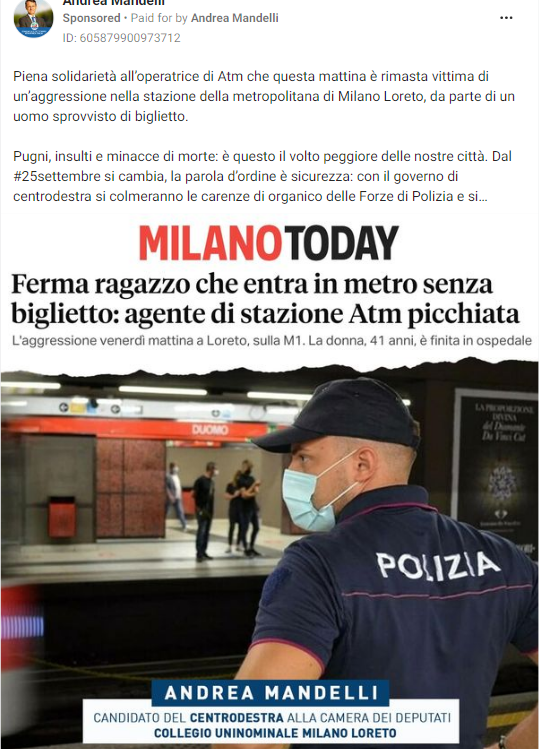 Andrea Mandelli
Sponsored • Paid for by Andrea Mandelli
ID: 605879900973712
Piena solidarietà all'operatrice di Atm che questa mattina è rimasta vittima di
un'aggressione nella stazione della metropolitana di Milano Loreto, da parte di un
uomo sprovvisto di biglietto.
Pugni, insulti e minacce di morte: è questo il volto peggiore delle nostre città. Dal
#25settembre si cambia, la parola d'ordine è sicurezza: con il governo di
centrodestra si colmeranno le carenze di organico delle Forze di Polizia e si...
MILANOTODAY
Ferma ragazzo che entra in metro senza
biglietto: agente di stazione Atm picchiata
L'aggressione venerdì mattina a Loreto, sulla M1. La donna, 41 anni, è finita in ospedale
DUOMO
LA PROPORZIONE
DIVINA
del Diamante
Da Vinci Cut
POLIZIA
ANDREA MANDELLI
CANDIDATO DEL CENTRODESTRA ALLA CAMERA DEI DEPUTATI
COLLEGIO UNINOMINALE MILANO LORETO